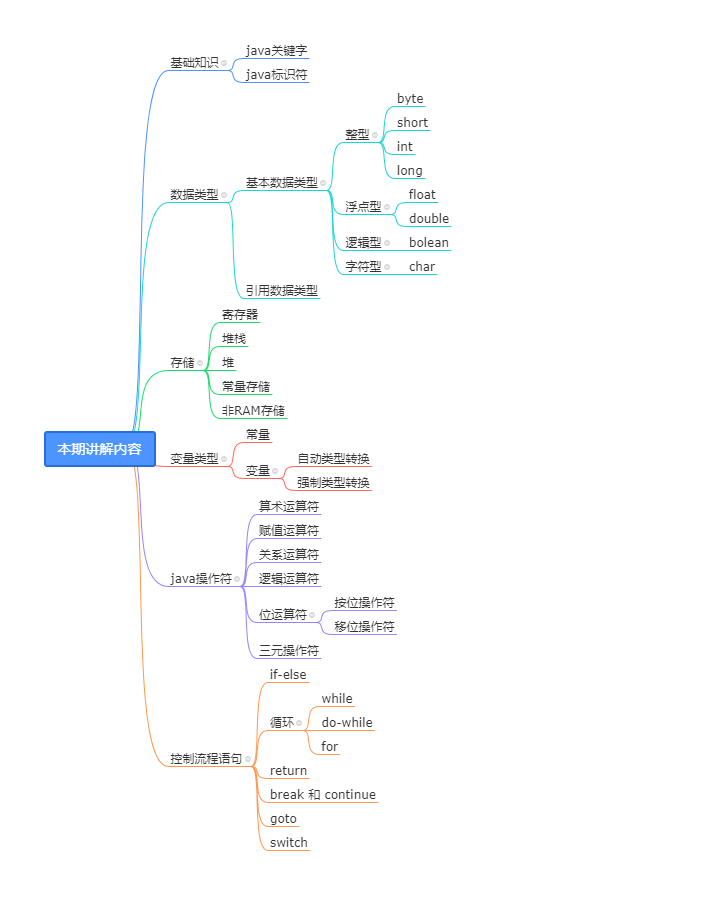 本期讲解内容
基础知识
java关键字
java标识符
数据类型
基本数据类型
整型
byte
short
int
long
浮点型
float
double
逻辑型
bolean
字符型
char
引用数据类型
存储
寄存器
堆栈
堆
常量存储
非RAM存储
变量类型
常量
变量
自动类型转换
强制类型转换
java操作符
算术运算符
赋值运算符
关系运算符
逻辑运算符
位运算符
按位操作符
移位操作符
三元操作符
控制流程语句
if-else
循环
while
do-while
for
return
break 和 continue
goto
switch